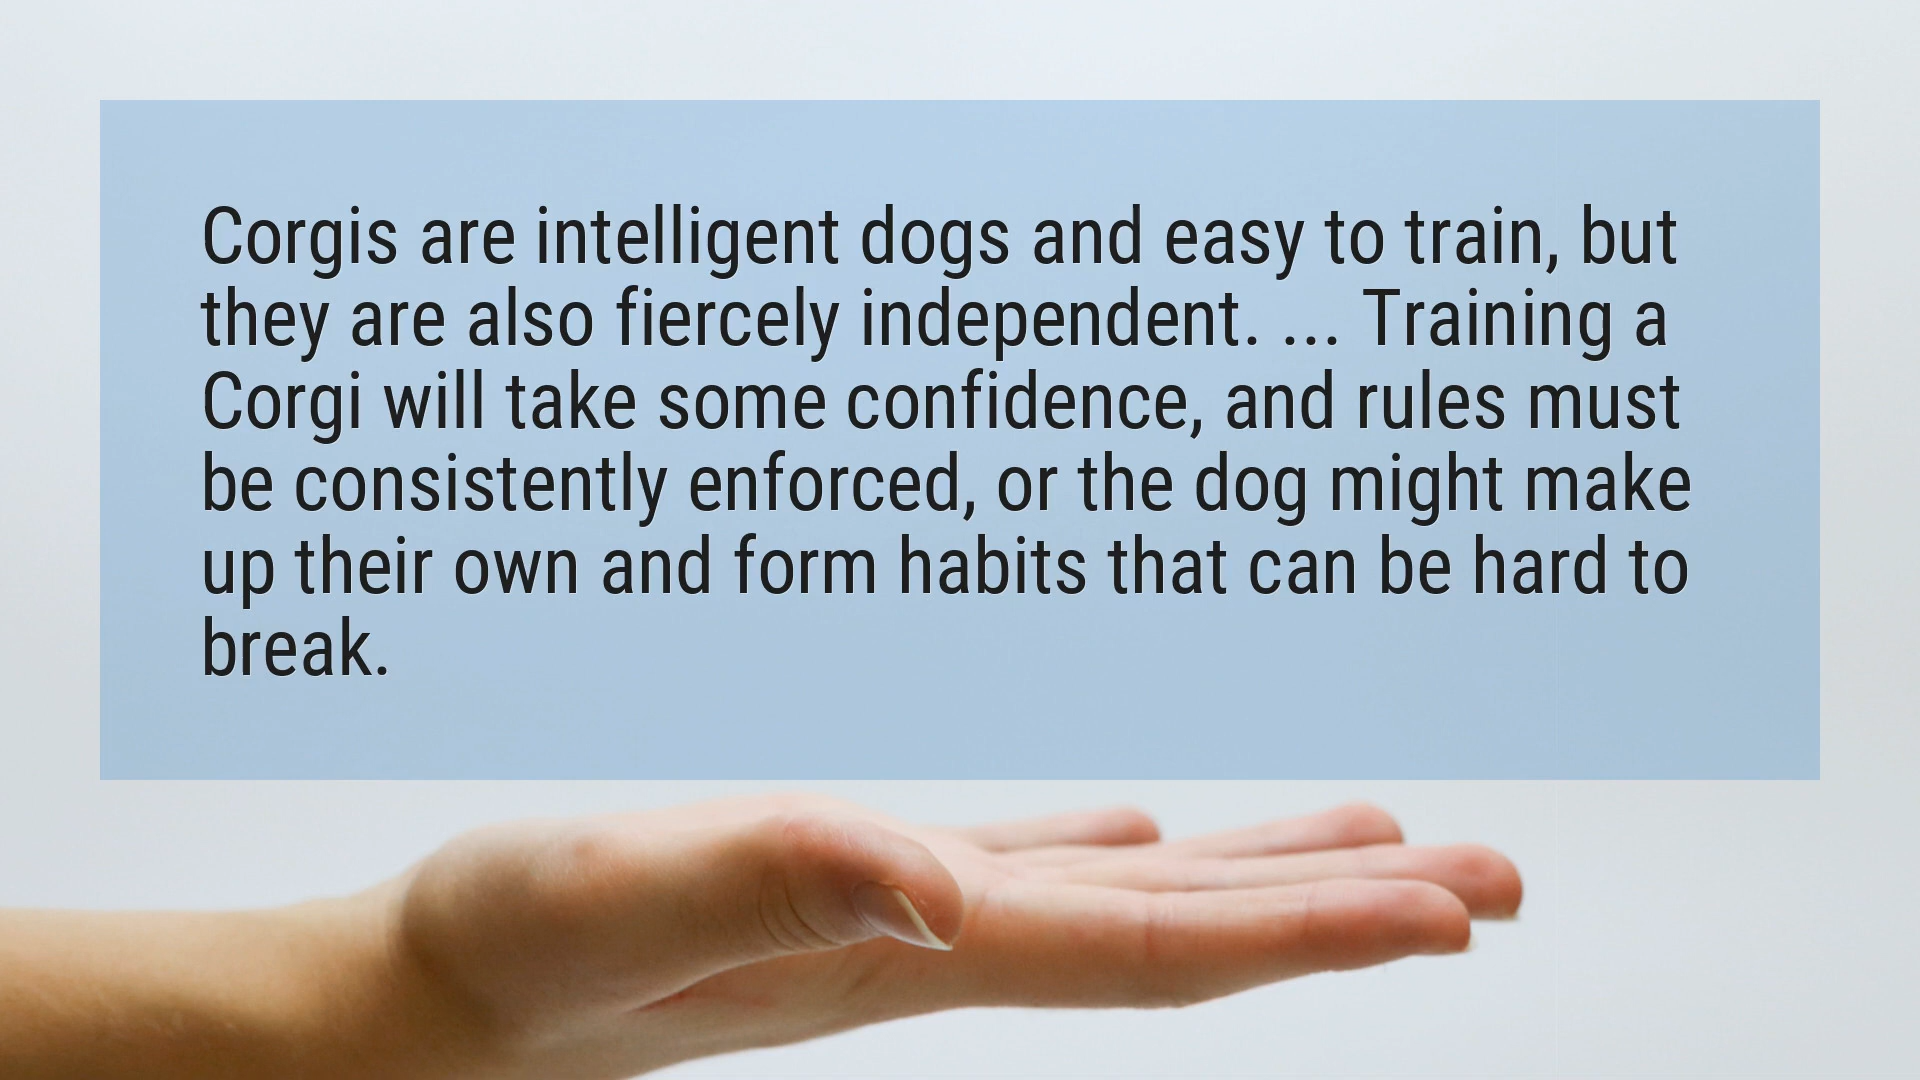 Corgis are intelligent dogs and easy to train, but
they are also fiercely independent. ... Training a
Corgi will take some confidence, and rules must
be consistently enforced, or the dog might make
up their own and form habits that can be hard to
break.